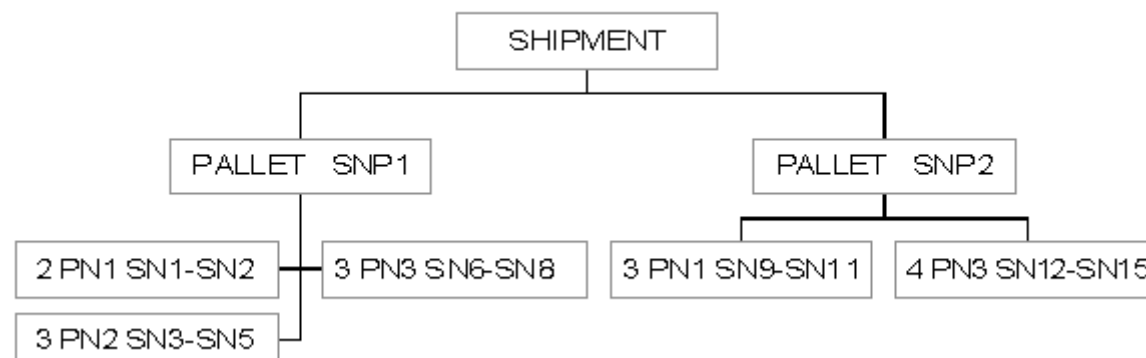 SHIPMENT
PALLET SNP1
PALLET SNP2
2 PN1 SN1-SN2
3 PN3 SN6-SN8
3 PN1 SN9-SN11
4 PN3 SN12-SN15
3 PN2 SN3-SN5